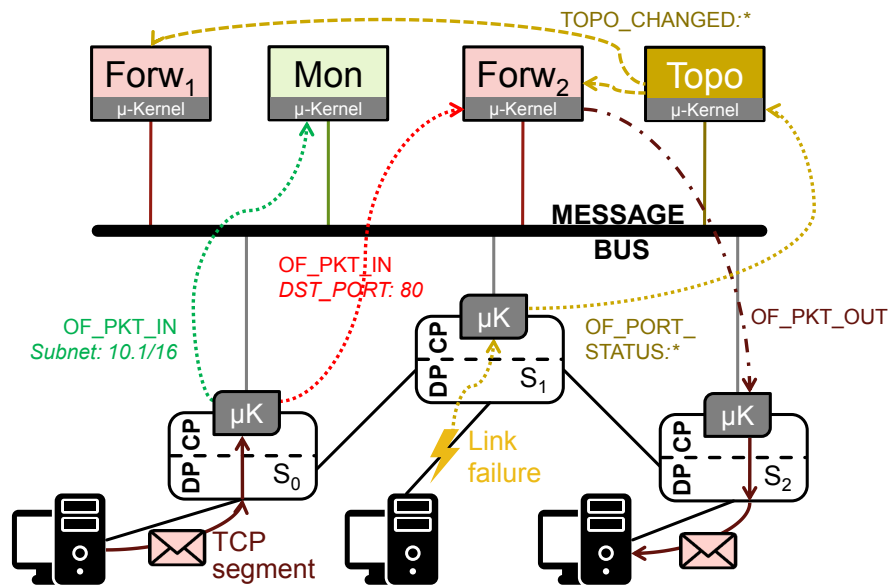 TOPO_CHANGED:*
Forw1
Mon
Forw2
Topo
μ-Kernel
μ-Kernel
μ-Kernel
μ-Kernel
MESSAGE
BUS
OF_PKT_IN
DST_PORT: 80
OF_PKT_IN
Subnet: 10.1/16
OF_PORT_
STATUS:*
OF_PKT_OUT
μK
CP
DP
S1
μK
CP
DP
S0
μK
CP
DP
S2
Link
failure
TCP
segment